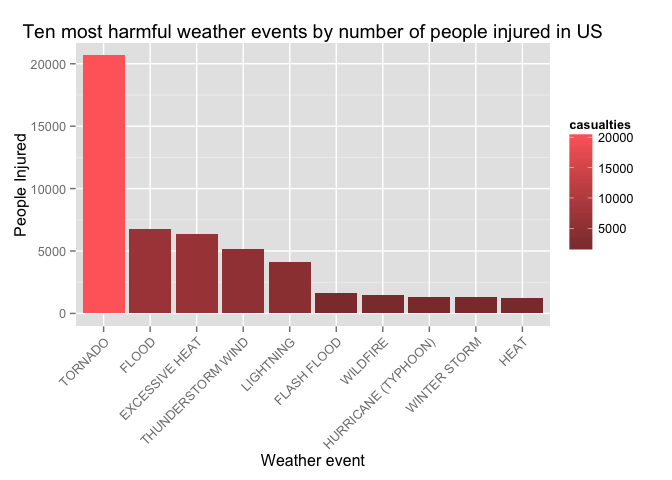 Ten most harmful weather events by number of people injured in US
People Injured
20000
15000
10000
5000
0
TORNADO
FLOOD
EXCESSIVE HEAT
THUNDERSTORM WIND
LIGHTNING
FLASH FLOOD
WILDFIRE
HURRICANE (TYPHOON)
WINTER STORM
HEAT
Weather event
casualties
20000
15000
10000
5000